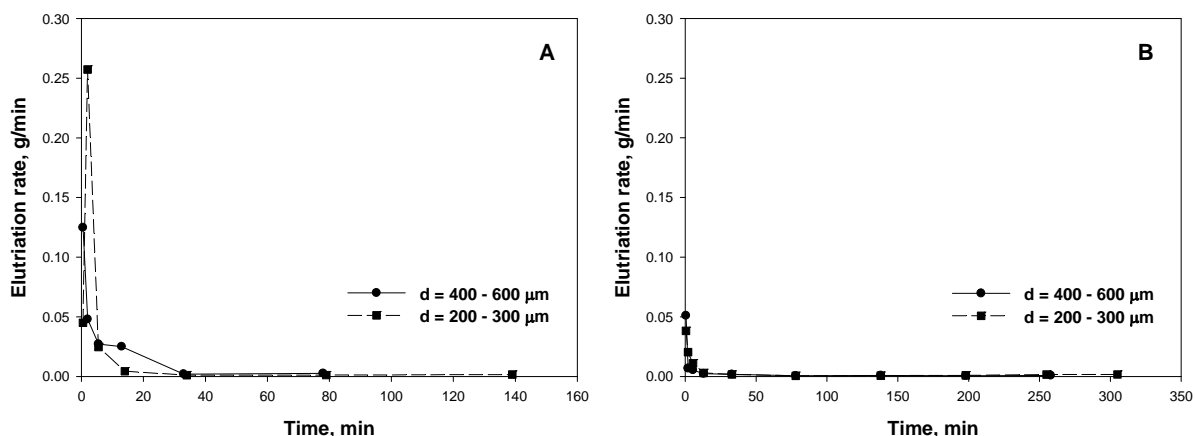 A
Elutriation rate, g/min
0.30
0.25
0.20
0.15
0.10
0.05
0.00
d = 400 - 600 μm
d = 200 - 300 μm
0 20 40 60 80 100 120 140 160
Time, min
B
Elutriation rate, g/min
0.30
0.25
0.20
0.15
0.10
0.05
0.00
d = 400 - 600 μm
d = 200 - 300 μm
0 50 100 150 200 250 300 350
Time, min